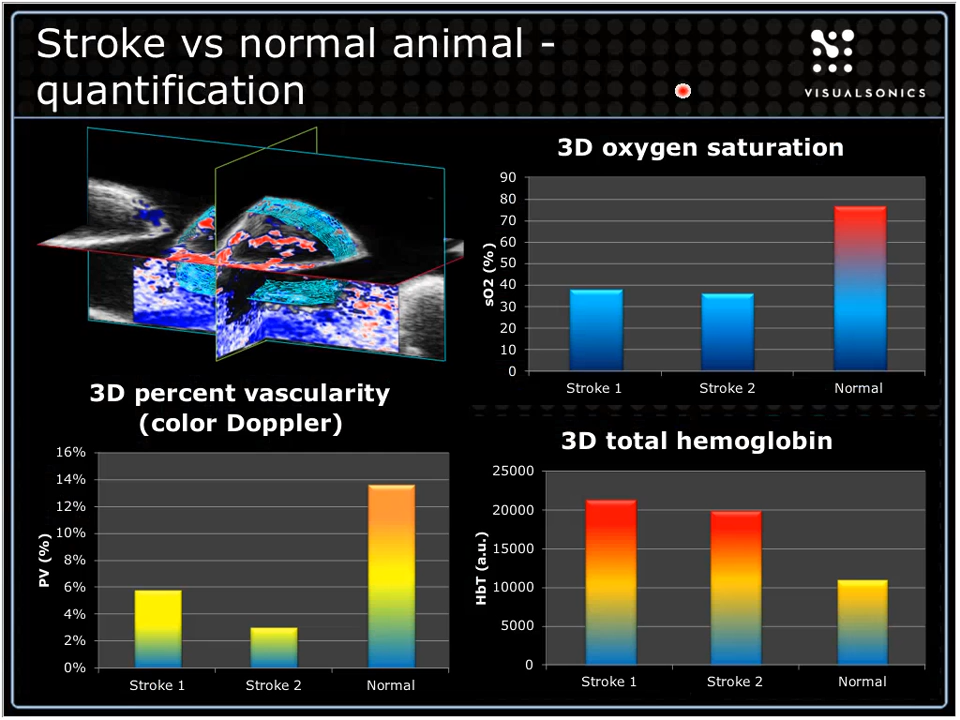 Stroke vs normal animal -
quantification
VISUALSONICS
3D oxygen saturation
sO2 (%)
90
80
70
60
50
40
30
20
10
0
Stroke 1 Stroke 2 Normal
3D percent vascularity
(color Doppler)
PV (%)
16%
14%
12%
10%
8%
6%
4%
2%
0%
Stroke 1 Stroke 2 Normal
3D total hemoglobin
HbT (a.u.)
25000
20000
15000
10000
5000
0
Stroke 1 Stroke 2 Normal